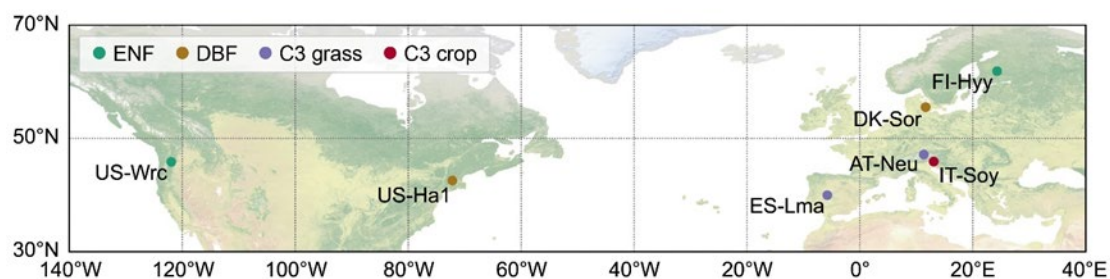 70°N
ENF DBF C3 grass C3 crop
FI-Hyy
DK-Sor
50°N
US-Wrc
AT-Neu
IT-Soy
US-Ha1
ES-Lma
30°N
140°W 120°W 100°W 80°W 60°W 40°W 20°W 0° 20°E 40°E